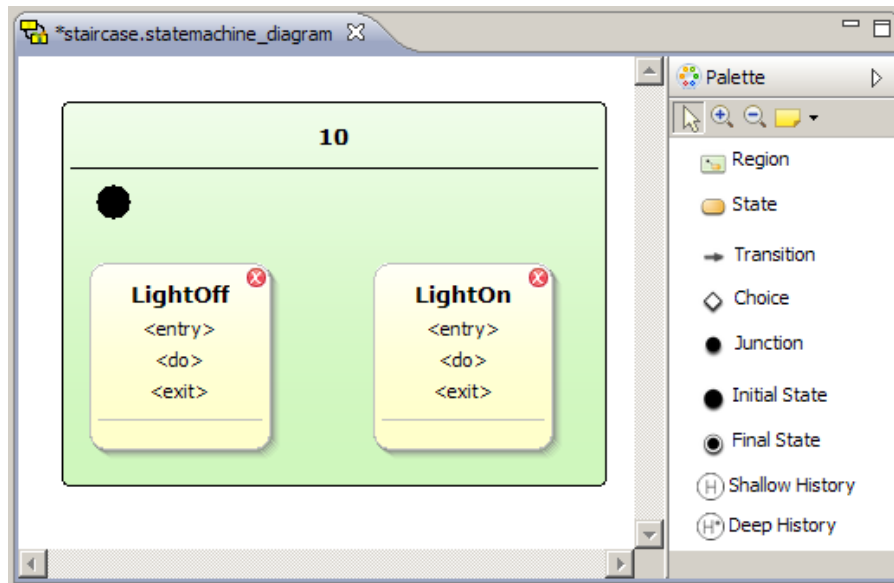 *staircase.statemachine_diagram
Palette
10
Region
State
Transition
Choice
Junction
Initial State
Final State
H Shallow History
H* Deep History
LightOff
<entry>
<do>
<exit>
LightOn
<entry>
<do>
<exit>